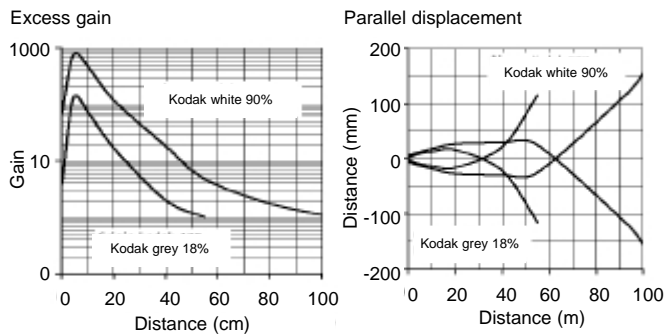 Excess gain
1000
10
0
Gain
Kodak white 90%
Kodak grey 18%
0 20 40 60 80 100
Distance (cm)
Parallel displacement
200
100
0
-100
-200
Distance (mm)
Kodak white 90%
Kodak grey 18%
0 20 40 60 80 100
Distance (m)